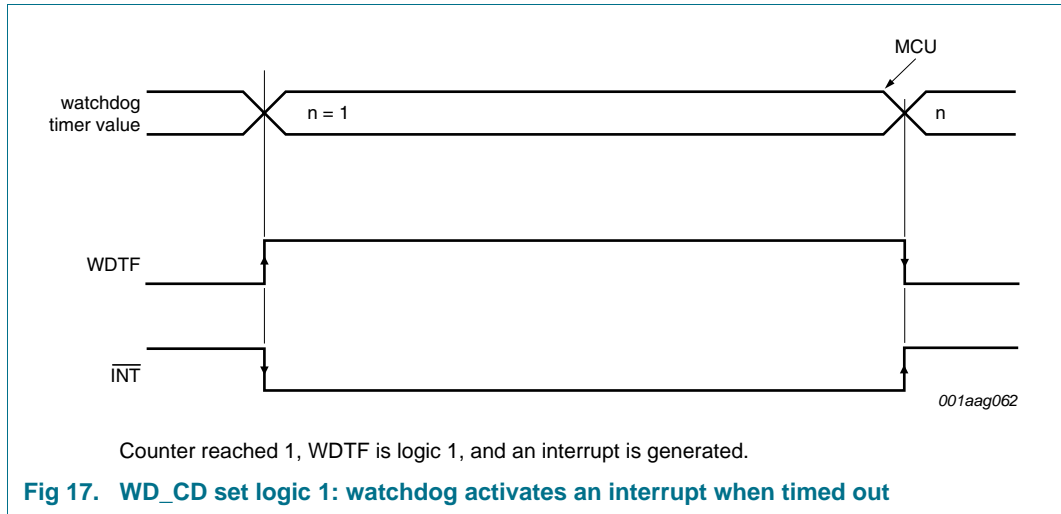 MCU
watchdog
timer value
n = 1
n
WDTF
INT
001aag062
Counter reached 1, WDTF is logic 1, and an interrupt is generated.
Fig 17. WD_CD set logic 1: watchdog activates an interrupt when timed out